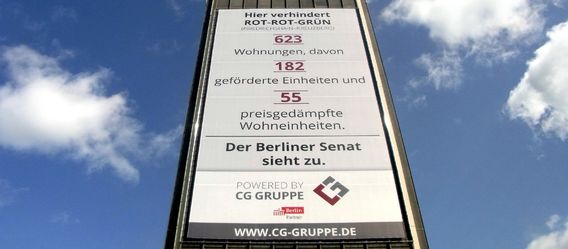 Hier verhindert
ROT-ROT-GRÜN
(FRIEDRICHSHAIN-KREUZBERG)
623
Wohnungen, davon
182
geförderte Einheiten und
55
preisgedämpfte
Wohneinheiten.
Der Berliner Senat
sieht zu.
POWERED BY
CG GRUPPE
Berlin
Partner
WWW.CG-GRUPPE.DE